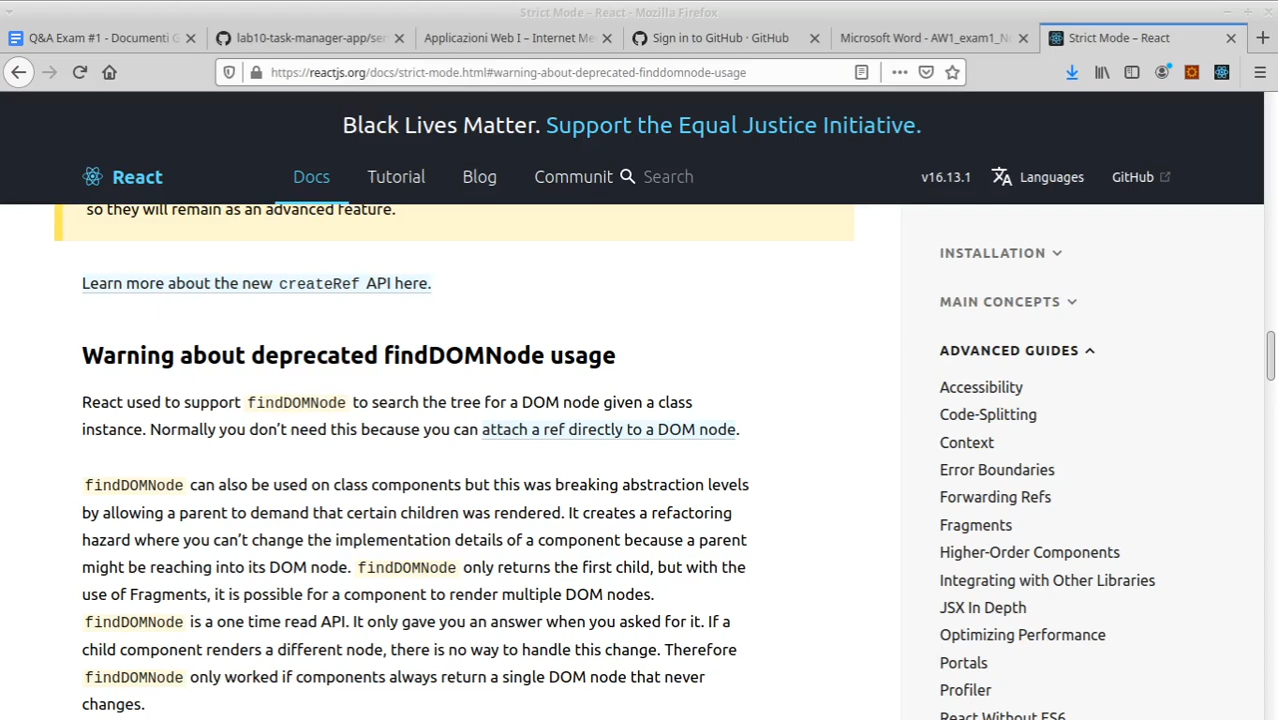 Strict Mode – React - Mozilla Firefox
Q&A Exam #1 - Documenti G
lab10-task-manager-app/ser
Applicazioni Web I – Internet Me
Sign in to GitHub · GitHub
Microsoft Word - AW1_exam1_No
Strict Mode – React
https://reactjs.org/docs/strict-mode.html#warning-about-deprecated-finddomnode-usage
Black Lives Matter. Support the Equal Justice Initiative.
React
Docs
Tutorial
Blog
Communit
Search
v16.13.1
Languages
GitHub
so they will remain as an advanced feature.
Learn more about the new createRef API here.
Warning about deprecated findDOMNode usage
React used to support findDOMNode to search the tree for a DOM node given a class
instance. Normally you don’t need this because you can attach a ref directly to a DOM node.
findDOMNode can also be used on class components but this was breaking abstraction levels
by allowing a parent to demand that certain children was rendered. It creates a refactoring
hazard where you can’t change the implementation details of a component because a parent
might be reaching into its DOM node. findDOMNode only returns the first child, but with the
use of Fragments, it is possible for a component to render multiple DOM nodes.
findDOMNode is a one time read API. It only gave you an answer when you asked for it. If a
child component renders a different node, there is no way to handle this change. Therefore
findDOMNode only worked if components always return a single DOM node that never
changes.
INSTALLATION
MAIN CONCEPTS
ADVANCED GUIDES
Accessibility
Code-Splitting
Context
Error Boundaries
Forwarding Refs
Fragments
Higher-Order Components
Integrating with Other Libraries
JSX In Depth
Optimizing Performance
Portals
Profiler
React Without ES6